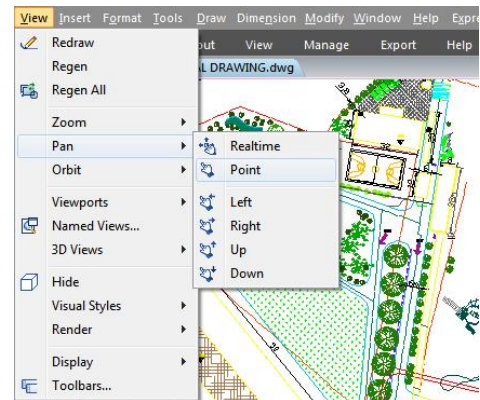 View Insert Format Tools Draw Dimension Modify Window Help Expre
out View Manage Export Help
Redraw
AL DRAWING.dwg
Regen
Regen All
Zoom
Pan
Orbit
Realtime
Point
Left
Right
Up
Down
Viewports
Named Views...
3D Views
Hide
Visual Styles
Render
Display
Toolbars...